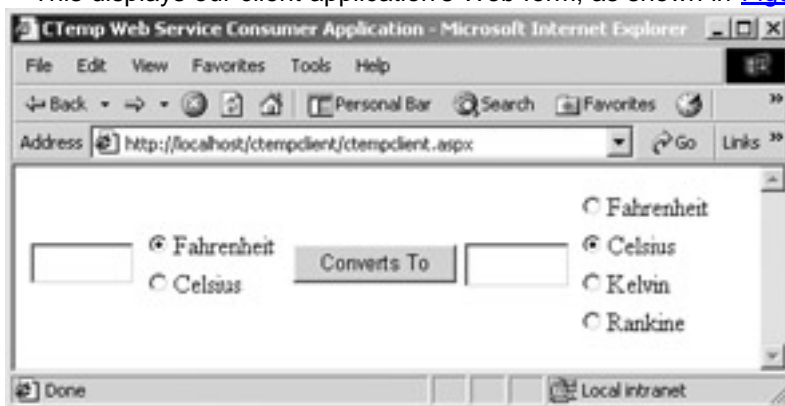 This displays our client application's Web form, as shown in Figu
CTemp Web Service Consumer Application - Microsoft Internet Explorer
File Edit View Favorites Tools Help
Back Personal Bar Search Favorites »
Address http://localhost/ctempclient/ctempclient.aspx Go Links »
Fahrenheit
Celsius
Converts To
Fahrenheit
Celsius
Kelvin
Rankine
Done Local intranet